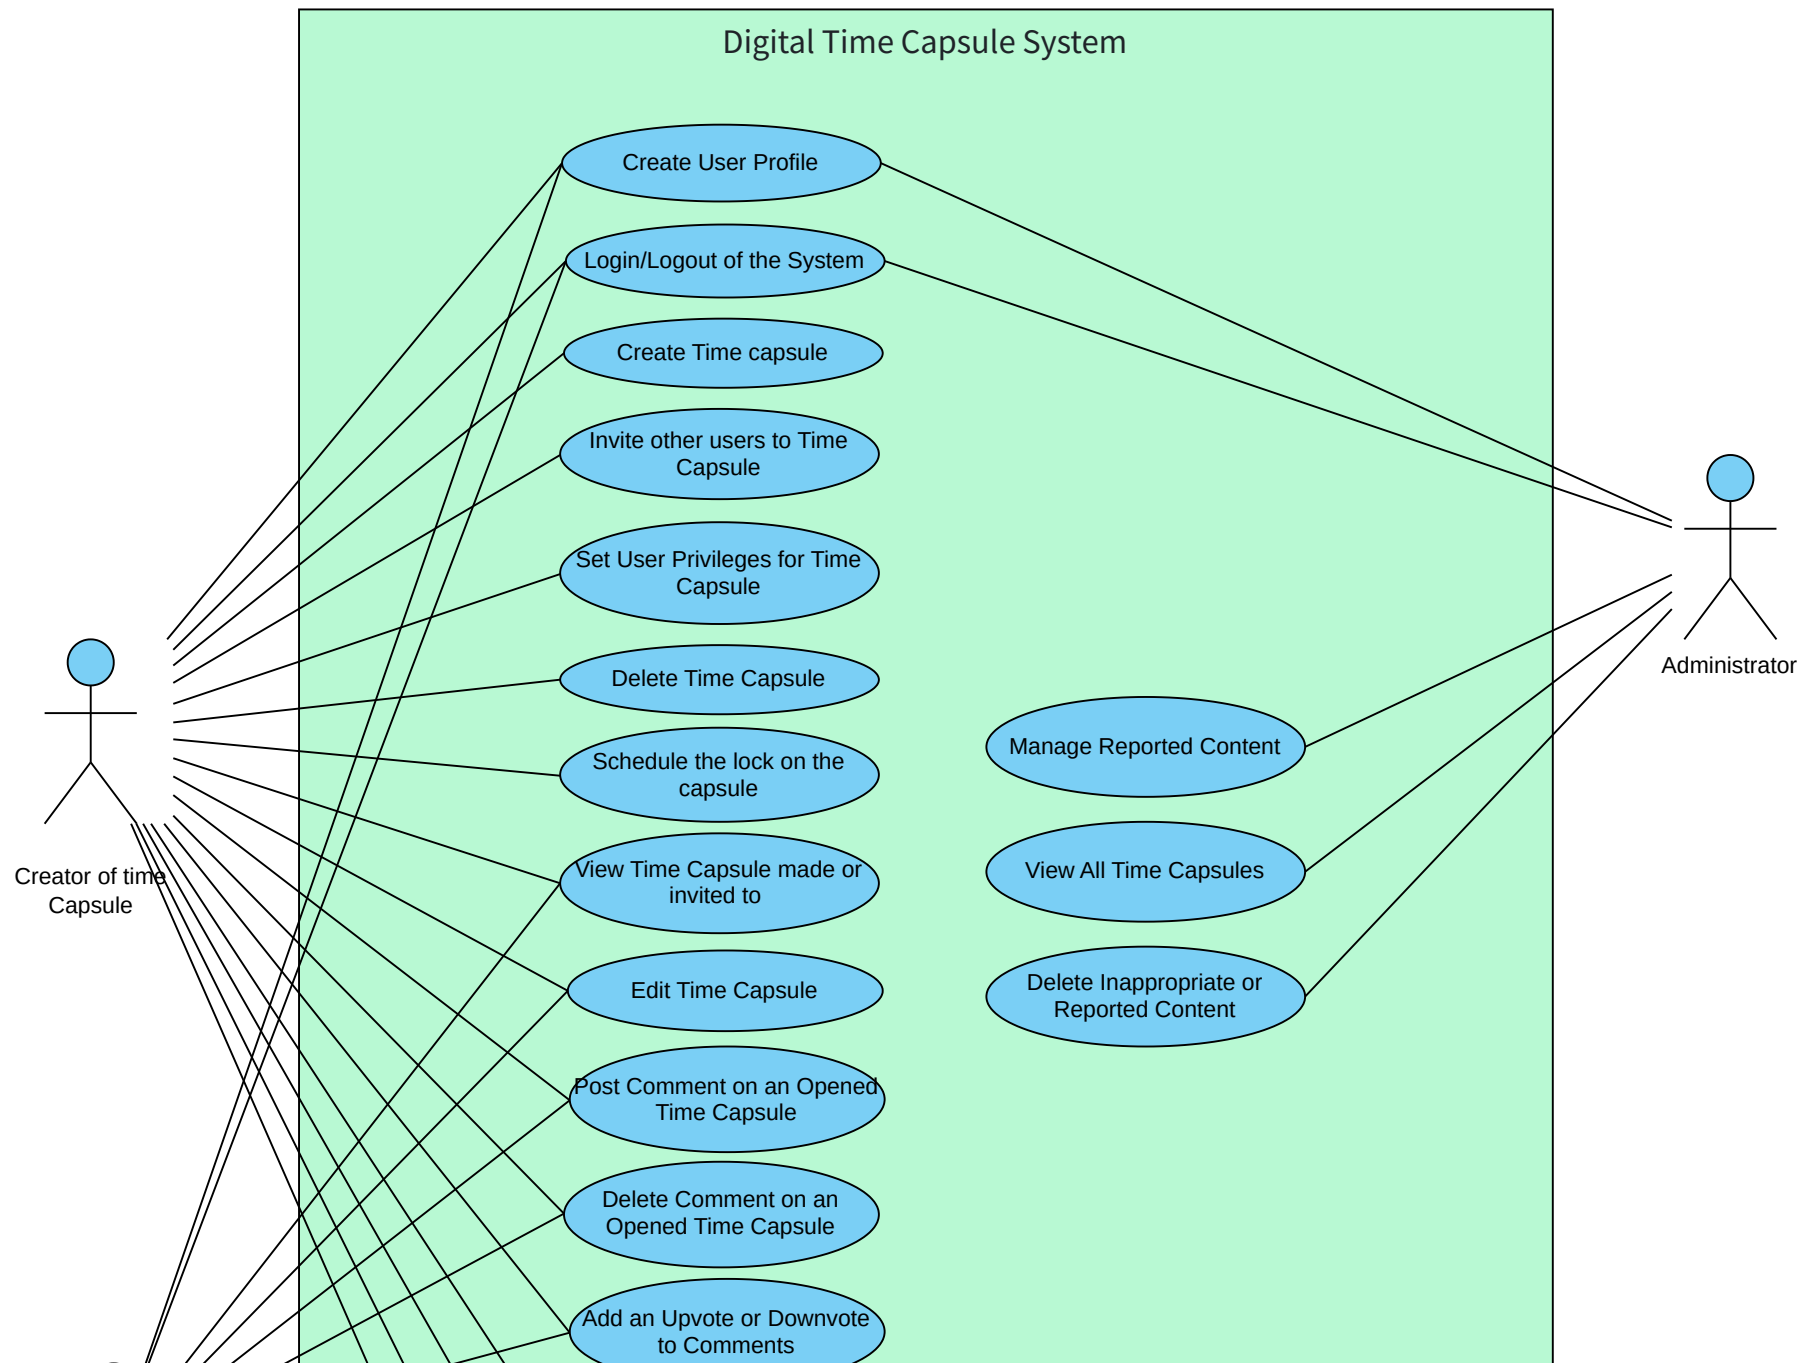 Digital Time Capsule System
Create User Profile
Login/Logout of the System
Create Time capsule
Invite other users to Time
Capsule
Set User Privileges for Time
Capsule
Delete Time Capsule
Schedule the lock on the
capsule
View Time Capsule made or
invited to
Edit Time Capsule
Post Comment on an Opened
Time Capsule
Delete Comment on an
Opened Time Capsule
Add an Upvote or Downvote
to Comments
Manage Reported Content
View All Time Capsules
Delete Inappropriate or
Reported Content
Creator of time
Capsule
Administrator